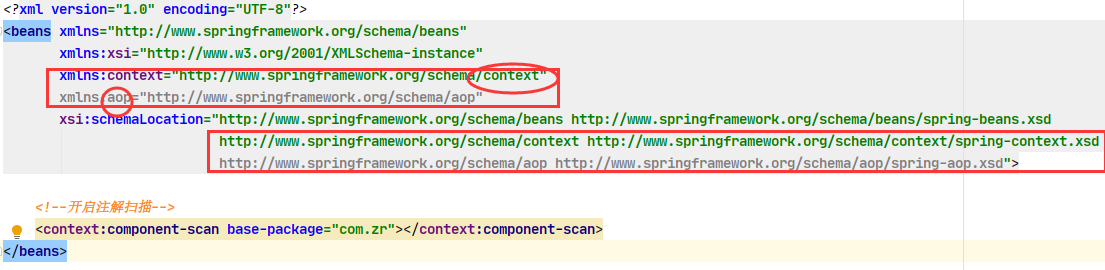 <?xml version="1.0" encoding="UTF-8"?>
<beans xmlns="http://www.springframework.org/schema/beans"
xmlns:xsi="http://www.w3.org/2001/XMLSchema-instance"
xmlns:context="http://www.springframework.org/schema/context"
xmlns:aop="http://www.springframework.org/schema/aop"
xsi:schemaLocation="http://www.springframework.org/schema/beans http://www.springframework.org/schema/beans/spring-beans.xsd
http://www.springframework.org/schema/context http://www.springframework.org/schema/context/spring-context.xsd
http://www.springframework.org/schema/aop http://www.springframework.org/schema/aop/spring-aop.xsd">
<!--开启注解扫描-->
<context:component-scan base-package="com.zr"></context:component-scan>
</beans>